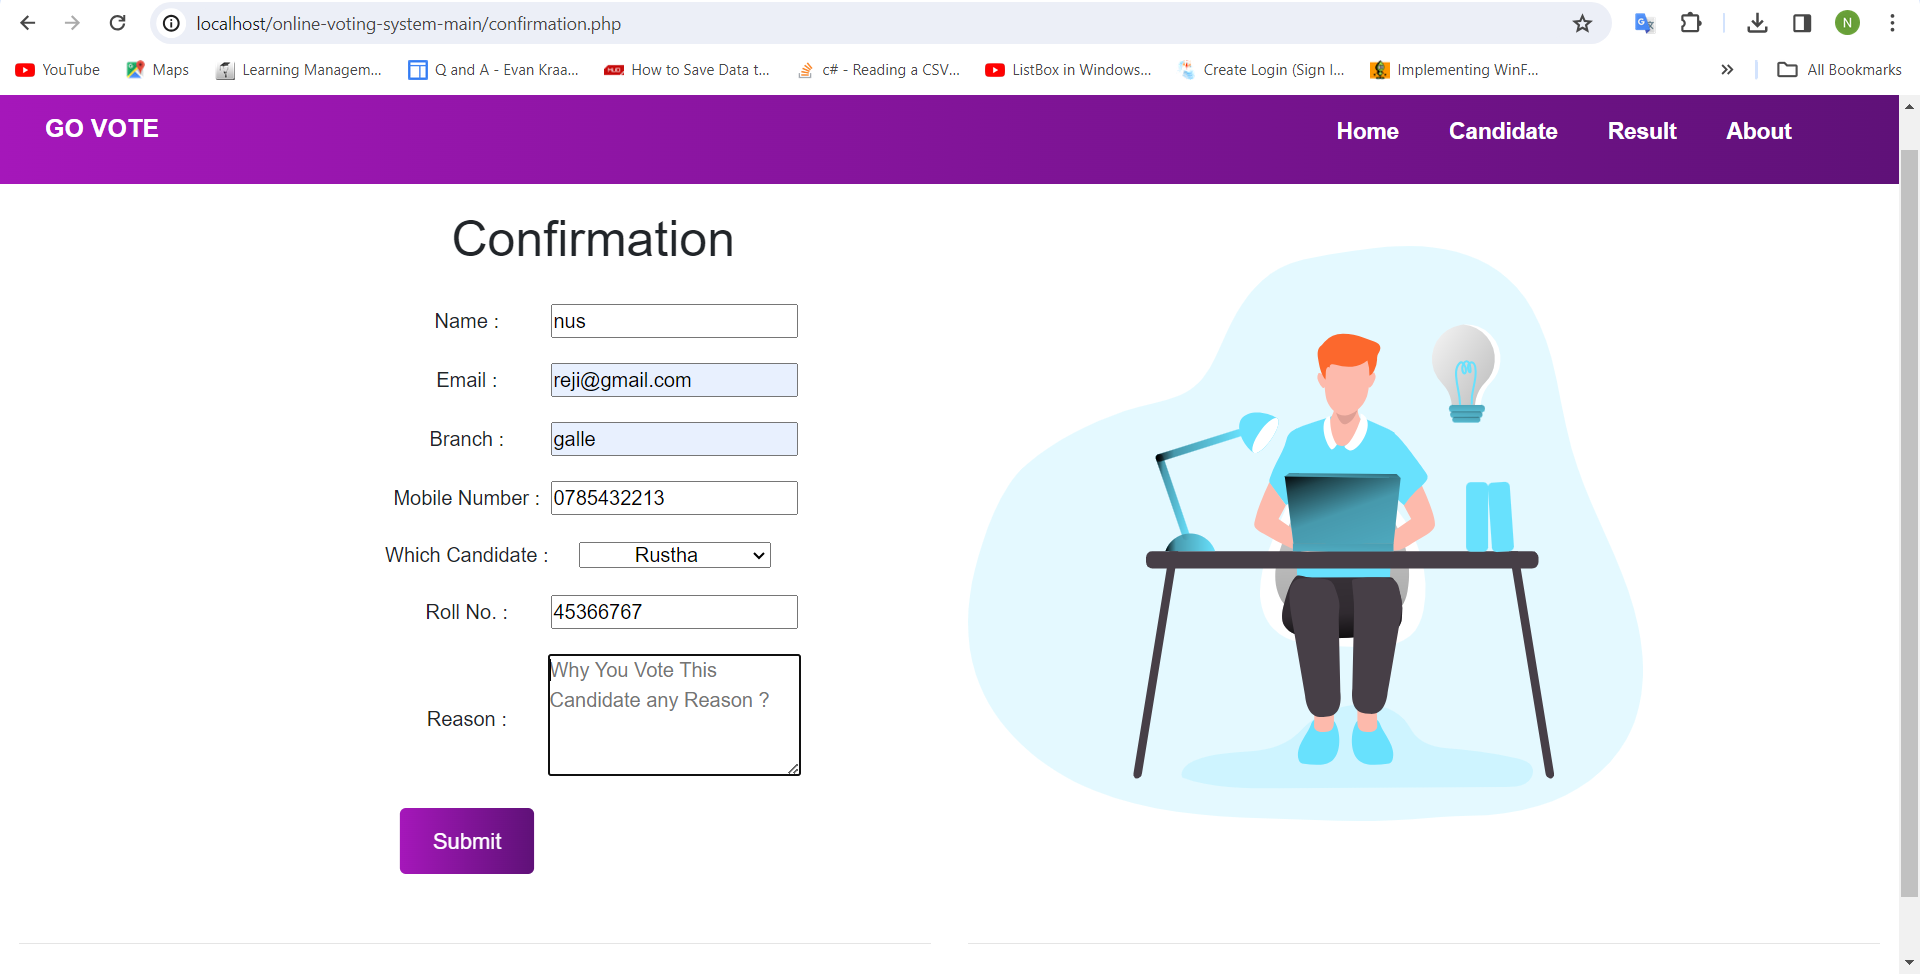 localhost/online-voting-system-main/confirmation.php
N
YouTube
Maps
Learning Managem...
Q and A - Evan Kraa...
How to Save Data t...
c# - Reading a CSV...
ListBox in Windows...
Create Login (Sign I...
Implementing WinF...
All Bookmarks
GO VOTE
Home
Candidate
Result
About
Confirmation
Name : nus
Email : reji@gmail.com
Branch : galle
Mobile Number : 0785432213
Which Candidate : Rustha
Roll No. : 45366767
Reason :
Why You Vote This
Candidate any Reason ?
Submit